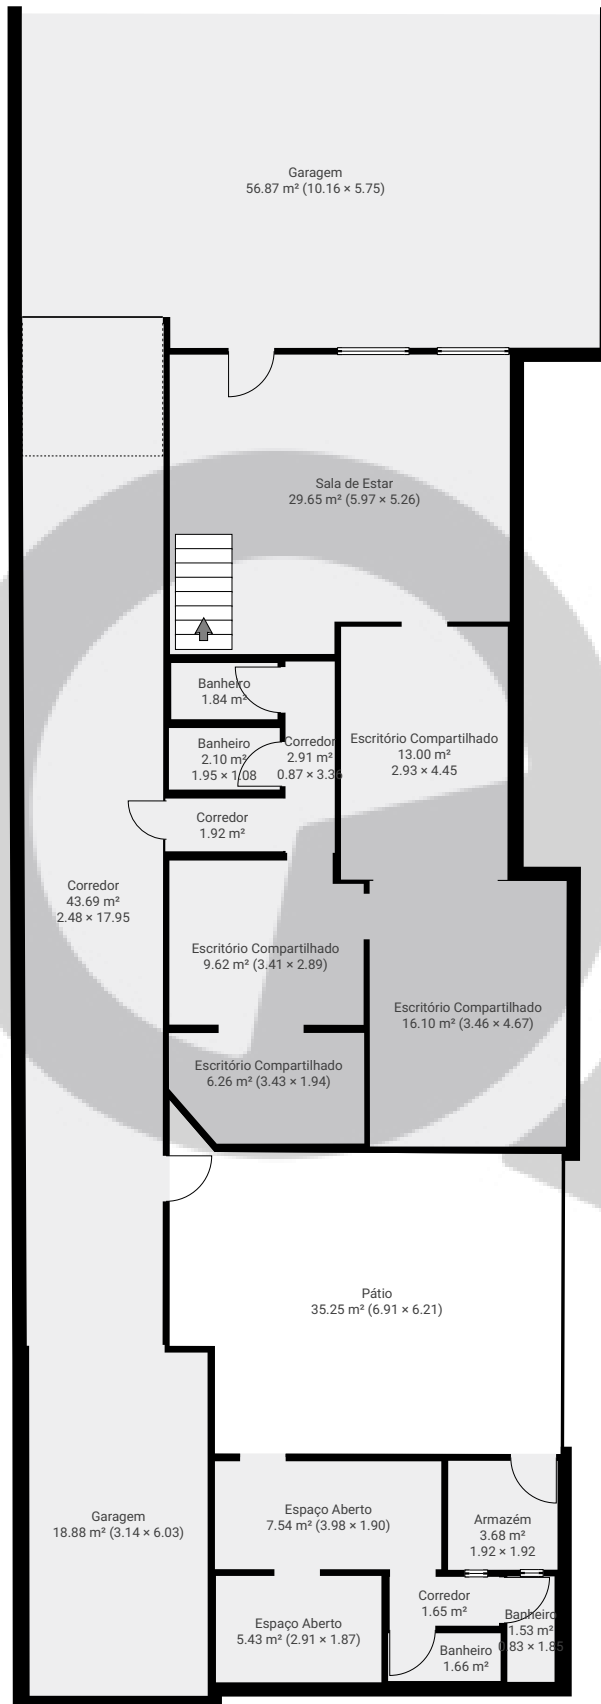 Garagem
56.87 m² (10.16 × 5.75)
Sala de Estar
29.65 m² (5.97 × 5.26)
Banheiro
1.84 m²
Banheiro
2.10 m²
1.95 × 1.08
Corredor
2.91 m²
0.87 × 3.36
Escritório Compartilhado
13.00 m²
2.93 × 4.45
Corredor
1.92 m²
Corredor
43.69 m²
2.48 × 17.95
Escritório Compartilhado
9.62 m² (3.41 × 2.89)
Escritório Compartilhado
16.10 m² (3.46 × 4.67)
Escritório Compartilhado
6.26 m² (3.43 × 1.94)
Pátio
35.25 m² (6.91 × 6.21)
Garagem
18.88 m² (3.14 × 6.03)
Espaço Aberto
7.54 m² (3.98 × 1.90)
Armazém
3.68 m²
1.92 × 1.92
Corredor
1.65 m²
Banheiro
1.53 m²
0.83 × 1.85
Espaço Aberto
5.43 m² (2.91 × 1.87)
Banheiro
1.66 m²